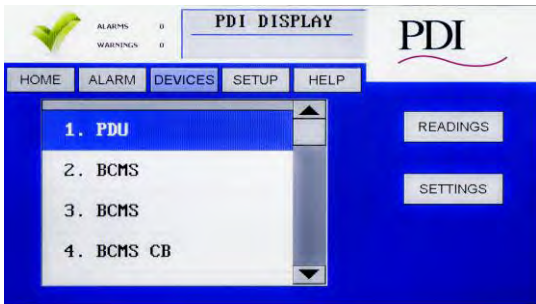 ALARMS 0
WARNINGS 0
PDI DISPLAY
PDI
HOME ALARM DEVICES SETUP HELP
1. PDU
2. BCMS
3. BCMS
4. BCMS CB
READINGS
SETTINGS